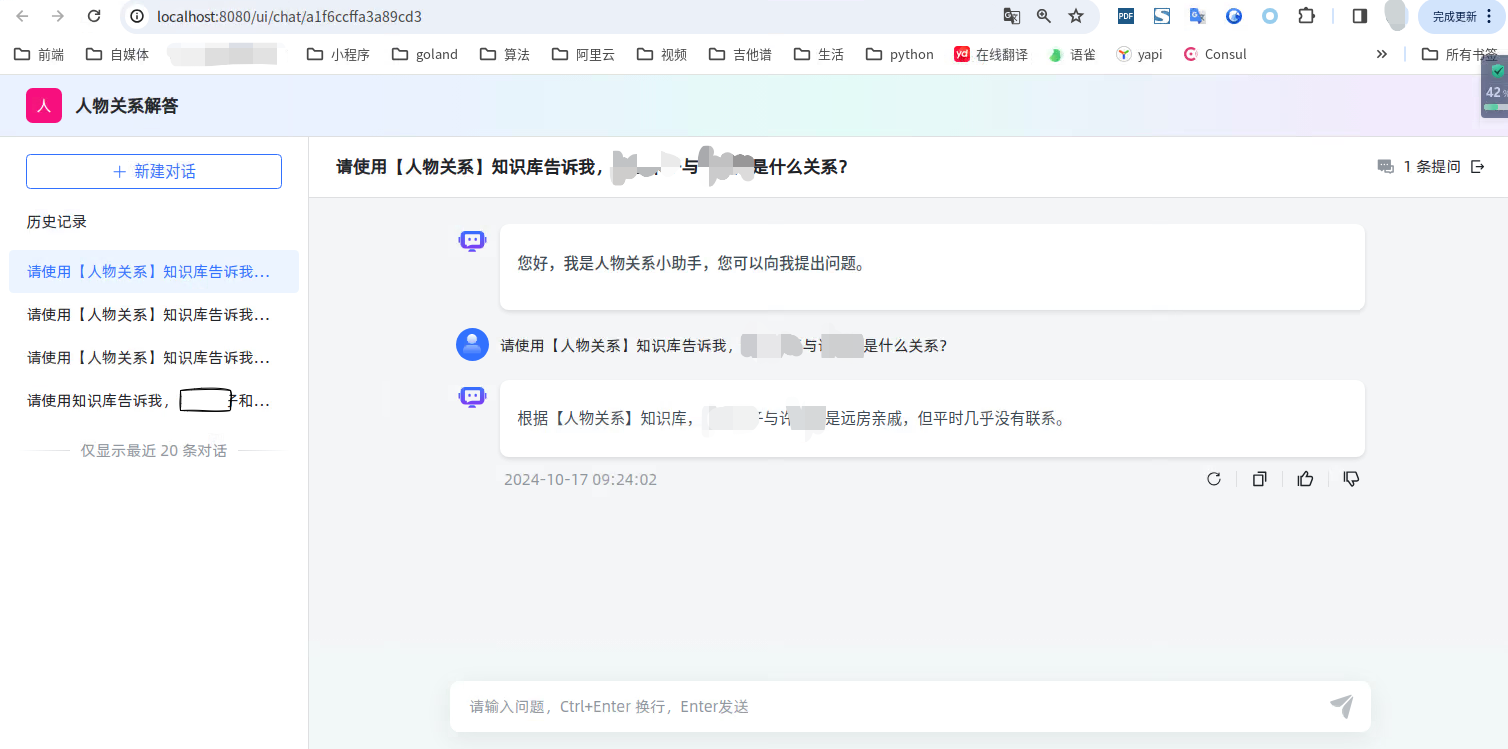 localhost:8080/ui/chat/a1f6ccffa3a89cd3
PDF
完成更新
前端
自媒体
小程序
goland
算法
阿里云
视频
吉他谱
生活
python
yd 在线翻译
语雀
yapi
Consul
»
所有书签
42%
人 人物关系解答
+ 新建对话
历史记录
请使用【人物关系】知识库告诉我...
请使用【人物关系】知识库告诉我...
请使用【人物关系】知识库告诉我...
请使用知识库告诉我， 子和...
仅显示最近 20 条对话
请使用【人物关系】知识库告诉我， 与 是什么关系？
1 条提问
您好，我是人物关系小助手，您可以向我提出问题。
请使用【人物关系】知识库告诉我， 与 是什么关系？
根据【人物关系】知识库， 与许 是远房亲戚，但平时几乎没有联系。
2024-10-17 09:24:02
请输入问题，Ctrl+Enter 换行，Enter发送